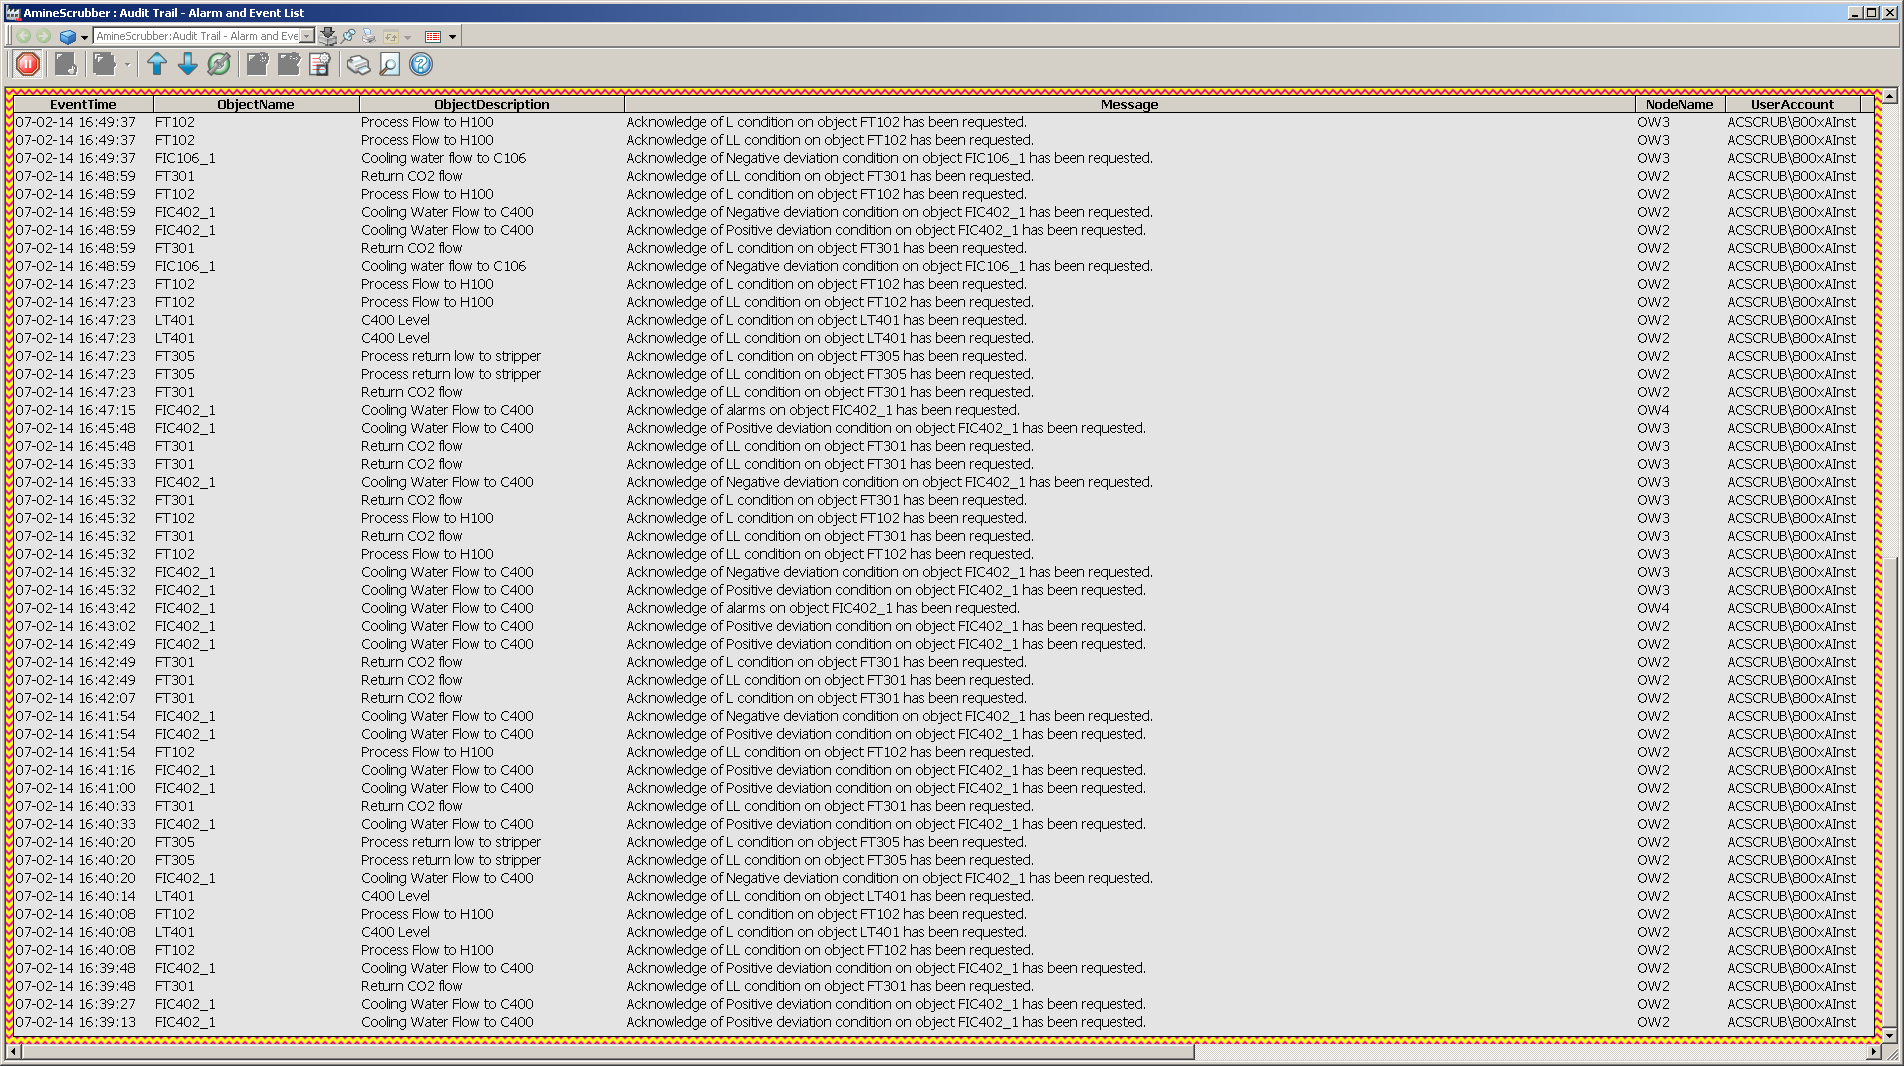 AmineScrubber : Audit Trail - Alarm and Event List
AmineScrubber:Audit Trail - Alarm and Eve
EventTime ObjectName ObjectDescription Message NodeName UserAccount
07-02-14 16:49:37 FT102 Process Flow to H100 Acknowledge of L condition on object FT102 has been requested. OW3 ACSCRUB\800xAInst
07-02-14 16:49:37 FT102 Process Flow to H100 Acknowledge of LL condition on object FT102 has been requested. OW3 ACSCRUB\800xAInst
07-02-14 16:49:37 FIC106_1 Cooling water flow to C106 Acknowledge of Negative deviation condition on object FIC106_1 has been requested. OW3 ACSCRUB\800xAInst
07-02-14 16:48:59 FT301 Return CO2 flow Acknowledge of LL condition on object FT301 has been requested. OW2 ACSCRUB\800xAInst
07-02-14 16:48:59 FT102 Process Flow to H100 Acknowledge of L condition on object FT102 has been requested. OW2 ACSCRUB\800xAInst
07-02-14 16:48:59 FIC402_1 Cooling Water Flow to C400 Acknowledge of Negative deviation condition on object FIC402_1 has been requested. OW2 ACSCRUB\800xAInst
07-02-14 16:48:59 FIC402_1 Cooling Water Flow to C400 Acknowledge of Positive deviation condition on object FIC402_1 has been requested. OW2 ACSCRUB\800xAInst
07-02-14 16:48:59 FT301 Return CO2 flow Acknowledge of L condition on object FT301 has been requested. OW2 ACSCRUB\800xAInst
07-02-14 16:48:59 FIC106_1 Cooling water flow to C106 Acknowledge of Negative deviation condition on object FIC106_1 has been requested. OW2 ACSCRUB\800xAInst
07-02-14 16:47:23 FT102 Process Flow to H100 Acknowledge of L condition on object FT102 has been requested. OW2 ACSCRUB\800xAInst
07-02-14 16:47:23 FT102 Process Flow to H100 Acknowledge of LL condition on object FT102 has been requested. OW2 ACSCRUB\800xAInst
07-02-14 16:47:23 LT401 C400 Level Acknowledge of L condition on object LT401 has been requested. OW2 ACSCRUB\800xAInst
07-02-14 16:47:23 LT401 C400 Level Acknowledge of LL condition on object LT401 has been requested. OW2 ACSCRUB\800xAInst
07-02-14 16:47:23 FT305 Process return low to stripper Acknowledge of L condition on object FT305 has been requested. OW2 ACSCRUB\800xAInst
07-02-14 16:47:23 FT305 Process return low to stripper Acknowledge of LL condition on object FT305 has been requested. OW2 ACSCRUB\800xAInst
07-02-14 16:47:23 FT301 Return CO2 flow Acknowledge of LL condition on object FT301 has been requested. OW2 ACSCRUB\800xAInst
07-02-14 16:47:15 FIC402_1 Cooling Water Flow to C400 Acknowledge of alarms on object FIC402_1 has been requested. OW4 ACSCRUB\800xAInst
07-02-14 16:45:48 FIC402_1 Cooling Water Flow to C400 Acknowledge of Positive deviation condition on object FIC402_1 has been requested. OW3 ACSCRUB\800xAInst
07-02-14 16:45:48 FT301 Return CO2 flow Acknowledge of LL condition on object FT301 has been requested. OW3 ACSCRUB\800xAInst
07-02-14 16:45:33 FT301 Return CO2 flow Acknowledge of LL condition on object FT301 has been requested. OW3 ACSCRUB\800xAInst
07-02-14 16:45:33 FIC402_1 Cooling Water Flow to C400 Acknowledge of Negative deviation condition on object FIC402_1 has been requested. OW3 ACSCRUB\800xAInst
07-02-14 16:45:32 FT301 Return CO2 flow Acknowledge of L condition on object FT301 has been requested. OW3 ACSCRUB\800xAInst
07-02-14 16:45:32 FT102 Process Flow to H100 Acknowledge of L condition on object FT102 has been requested. OW3 ACSCRUB\800xAInst
07-02-14 16:45:32 FT301 Return CO2 flow Acknowledge of LL condition on object FT301 has been requested. OW3 ACSCRUB\800xAInst
07-02-14 16:45:32 FT102 Process Flow to H100 Acknowledge of LL condition on object FT102 has been requested. OW3 ACSCRUB\800xAInst
07-02-14 16:45:32 FIC402_1 Cooling Water Flow to C400 Acknowledge of Negative deviation condition on object FIC402_1 has been requested. OW3 ACSCRUB\800xAInst
07-02-14 16:45:32 FIC402_1 Cooling Water Flow to C400 Acknowledge of Positive deviation condition on object FIC402_1 has been requested. OW3 ACSCRUB\800xAInst
07-02-14 16:43:42 FIC402_1 Cooling Water Flow to C400 Acknowledge of alarms on object FIC402_1 has been requested. OW4 ACSCRUB\800xAInst
07-02-14 16:43:02 FIC402_1 Cooling Water Flow to C400 Acknowledge of Positive deviation condition on object FIC402_1 has been requested. OW2 ACSCRUB\800xAInst
07-02-14 16:42:49 FIC402_1 Cooling Water Flow to C400 Acknowledge of Positive deviation condition on object FIC402_1 has been requested. OW2 ACSCRUB\800xAInst
07-02-14 16:42:49 FT301 Return CO2 flow Acknowledge of L condition on object FT301 has been requested. OW2 ACSCRUB\800xAInst
07-02-14 16:42:49 FT301 Return CO2 flow Acknowledge of LL condition on object FT301 has been requested. OW2 ACSCRUB\800xAInst
07-02-14 16:42:07 FT301 Return CO2 flow Acknowledge of L condition on object FT301 has been requested. OW2 ACSCRUB\800xAInst
07-02-14 16:41:54 FIC402_1 Cooling Water Flow to C400 Acknowledge of Negative deviation condition on object FIC402_1 has been requested. OW2 ACSCRUB\800xAInst
07-02-14 16:41:54 FIC402_1 Cooling Water Flow to C400 Acknowledge of Positive deviation condition on object FIC402_1 has been requested. OW2 ACSCRUB\800xAInst
07-02-14 16:41:54 FT102 Process Flow to H100 Acknowledge of LL condition on object FT102 has been requested. OW2 ACSCRUB\800xAInst
07-02-14 16:41:16 FIC402_1 Cooling Water Flow to C400 Acknowledge of Positive deviation condition on object FIC402_1 has been requested. OW2 ACSCRUB\800xAInst
07-02-14 16:41:00 FIC402_1 Cooling Water Flow to C400 Acknowledge of Positive deviation condition on object FIC402_1 has been requested. OW2 ACSCRUB\800xAInst
07-02-14 16:40:33 FT301 Return CO2 flow Acknowledge of LL condition on object FT301 has been requested. OW2 ACSCRUB\800xAInst
07-02-14 16:40:33 FIC402_1 Cooling Water Flow to C400 Acknowledge of Positive deviation condition on object FIC402_1 has been requested. OW2 ACSCRUB\800xAInst
07-02-14 16:40:20 FT305 Process return low to stripper Acknowledge of L condition on object FT305 has been requested. OW2 ACSCRUB\800xAInst
07-02-14 16:40:20 FT305 Process return low to stripper Acknowledge of LL condition on object FT305 has been requested. OW2 ACSCRUB\800xAInst
07-02-14 16:40:20 FIC402_1 Cooling Water Flow to C400 Acknowledge of Negative deviation condition on object FIC402_1 has been requested. OW2 ACSCRUB\800xAInst
07-02-14 16:40:14 LT401 C400 Level Acknowledge of LL condition on object LT401 has been requested. OW2 ACSCRUB\800xAInst
07-02-14 16:40:08 FT102 Process Flow to H100 Acknowledge of L condition on object FT102 has been requested. OW2 ACSCRUB\800xAInst
07-02-14 16:40:08 LT401 C400 Level Acknowledge of L condition on object LT401 has been requested. OW2 ACSCRUB\800xAInst
07-02-14 16:40:08 FT102 Process Flow to H100 Acknowledge of LL condition on object FT102 has been requested. OW2 ACSCRUB\800xAInst
07-02-14 16:39:48 FIC402_1 Cooling Water Flow to C400 Acknowledge of Positive deviation condition on object FIC402_1 has been requested. OW2 ACSCRUB\800xAInst
07-02-14 16:39:48 FT301 Return CO2 flow Acknowledge of LL condition on object FT301 has been requested. OW2 ACSCRUB\800xAInst
07-02-14 16:39:27 FIC402_1 Cooling Water Flow to C400 Acknowledge of Positive deviation condition on object FIC402_1 has been requested. OW2 ACSCRUB\800xAInst
07-02-14 16:39:13 FIC402_1 Cooling Water Flow to C400 Acknowledge of Positive deviation condition on object FIC402_1 has been requested. OW2 ACSCRUB\800xAInst